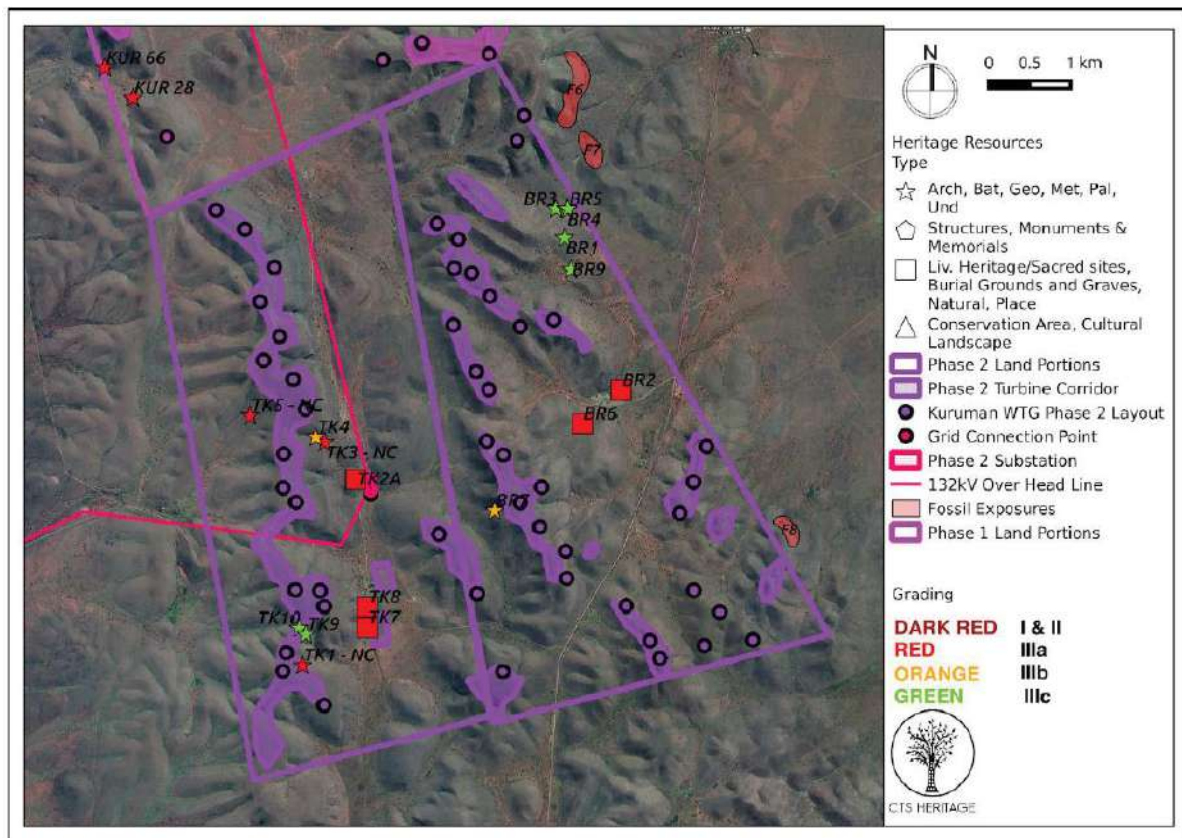 KUR 66
KUR 28
F6
F7
BR3
BR5
BR4
BR1
BR9
BR2
BR6
TK4
TK3 - NC
TK2A
BR7
F8
TK8
TK7
TK10
TK9
TK1 - NC
N
0 0.5 1 km
Heritage Resources
Type
Arch, Bat, Geo, Met, Pal,
Und
Structures, Monuments &
Memorials
Liv. Heritage/Sacred sites,
Burial Grounds and Graves,
Natural, Place
Conservation Area, Cultural
Landscape
Phase 2 Land Portions
Phase 2 Turbine Corridor
Kuruman WTG Phase 2 Layout
Grid Connection Point
Phase 2 Substation
132kV Over Head Line
Fossil Exposures
Phase 1 Land Portions
Grading
DARK RED I & II
RED IIIa
ORANGE IIIb
GREEN IIIc
CTS HERITAGE